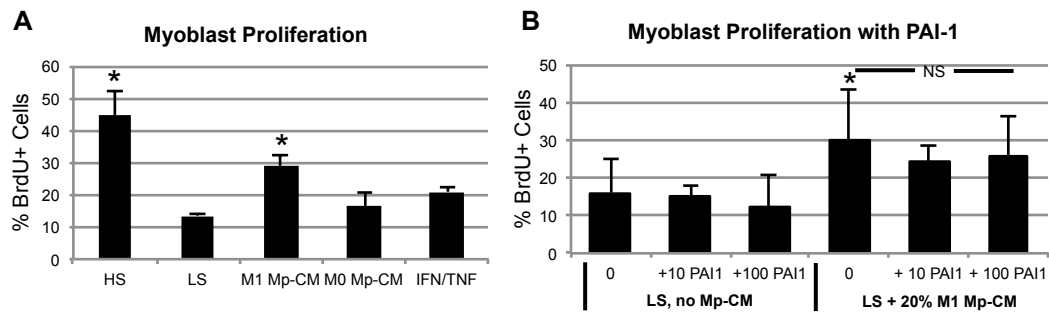 A
Myoblast Proliferation
% BrdU+ Cells
60
50
40
30
20
10
0
*
*
HS LS M1 Mp-CM M0 Mp-CM IFN/TNF
B
Myoblast Proliferation with PAI-1
% BrdU+ Cells
50
40
30
20
10
0
* NS
0 +10 PAI1 +100 PAI1 0 + 10 PAI1 + 100 PAI1
LS, no Mp-CM LS + 20% M1 Mp-CM